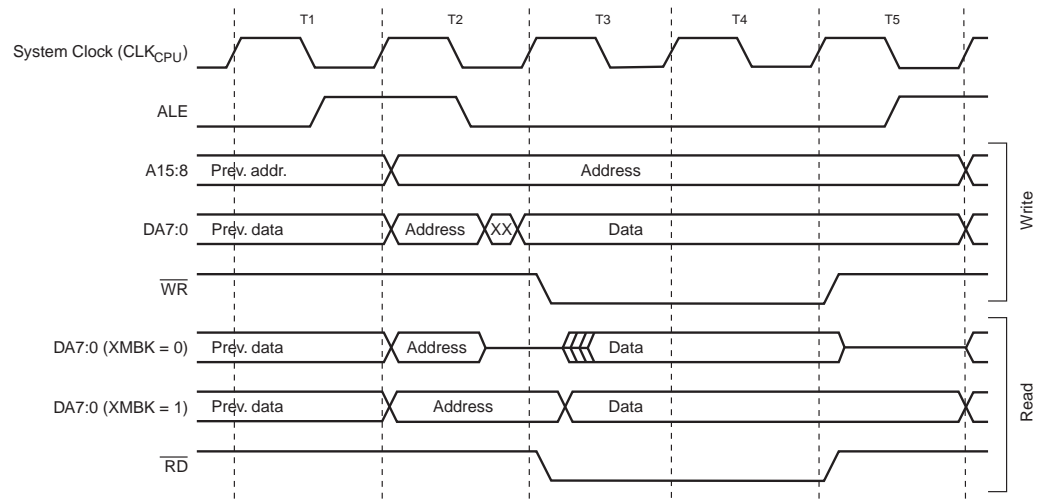 T1 T2 T3 T4 T5
System Clock (CLKCPU)
ALE
A15:8 Prev. addr. Address
DA7:0 Prev. data Address XX Data
WR
Write
DA7:0 (XMBK = 0) Prev. data Address Data
DA7:0 (XMBK = 1) Prev. data Address Data
RD
Read